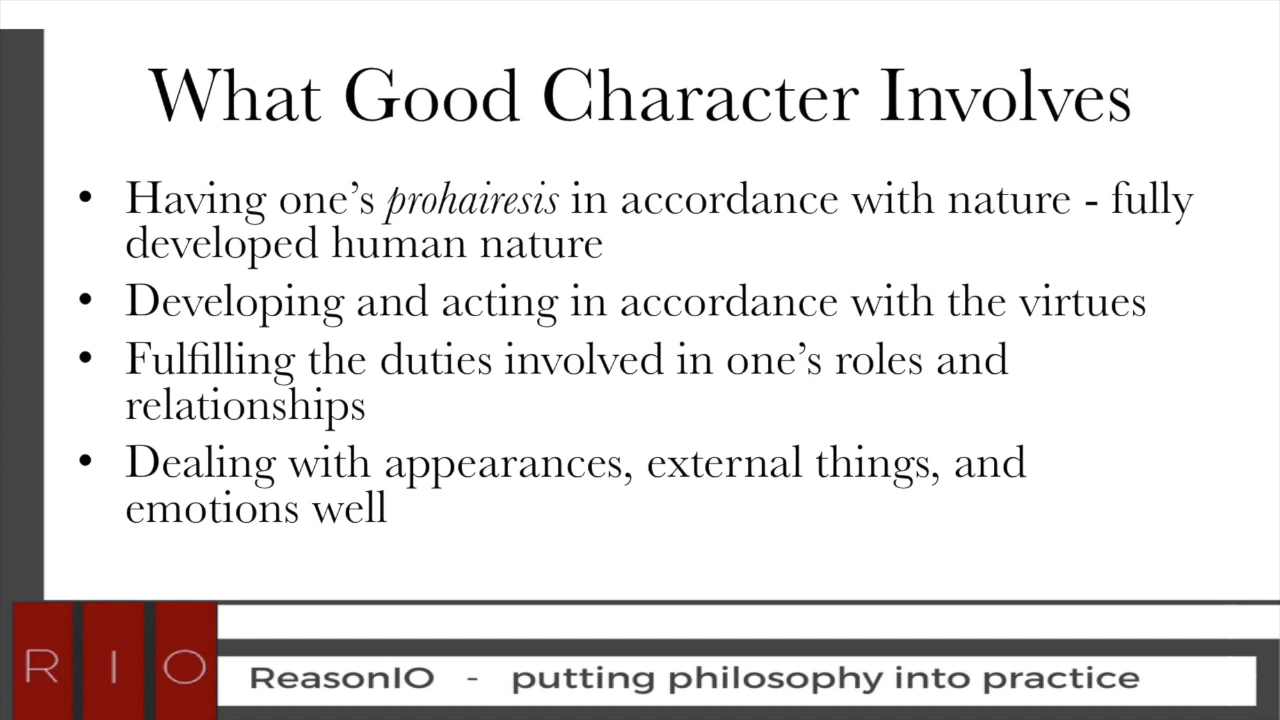 What Good Character Involves
• Having one’s prohairesis in accordance with nature - fully
developed human nature
• Developing and acting in accordance with the virtues
• Fulfilling the duties involved in one’s roles and
relationships
• Dealing with appearances, external things, and
emotions well
R I O
ReasonIO - putting philosophy into practice